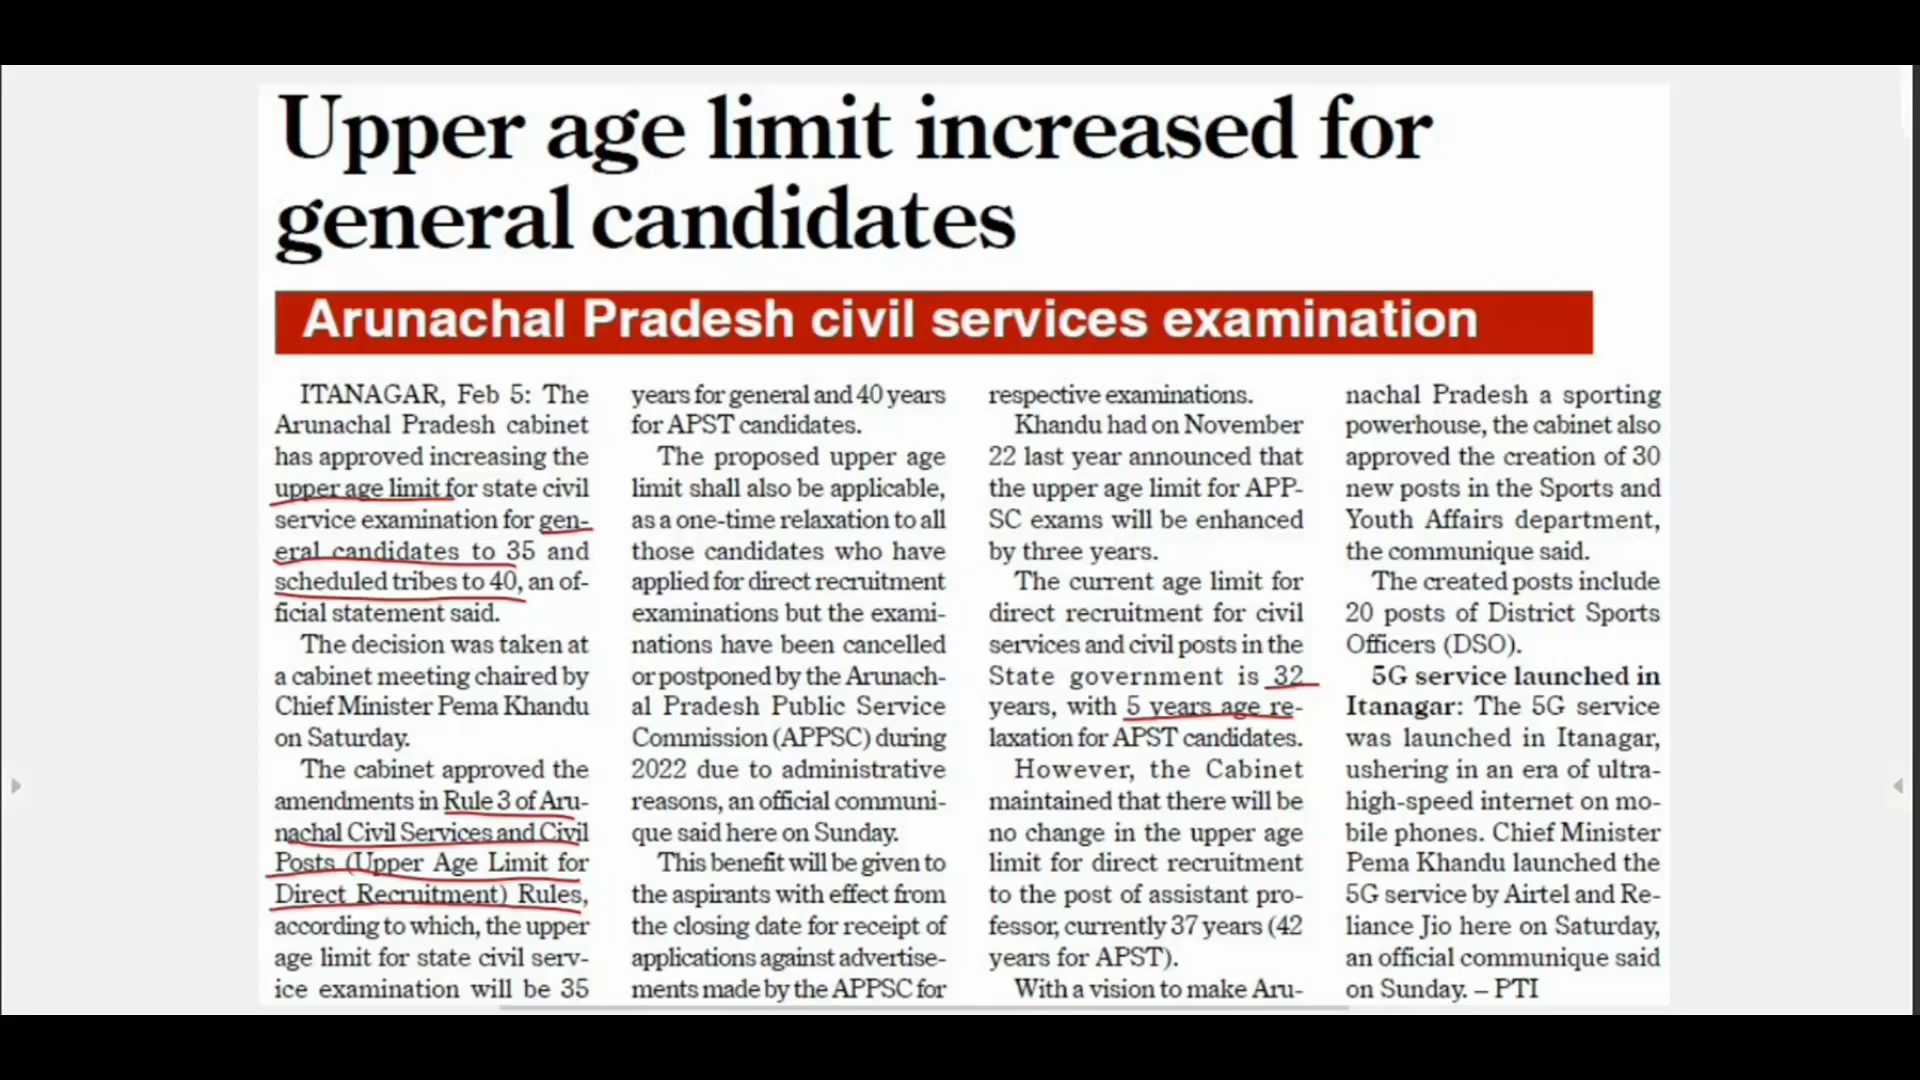 Upper age limit increased for
general candidates
Arunachal Pradesh civil services examination
ITANAGAR, Feb 5: The
Arunachal Pradesh cabinet
has approved increasing the
upper age limit for state civil
service examination for gen-
eral candidates to 35 and
scheduled tribes to 40, an of-
ficial statement said.
The decision was taken at
a cabinet meeting chaired by
Chief Minister Pema Khandu
on Saturday.
The cabinet approved the
amendments in Rule 3 of Aru-
nachal Civil Services and Civil
Posts (Upper Age Limit for
Direct Recruitment) Rules,
according to which, the upper
age limit for state civil serv-
ice examination will be 35
years for general and 40 years
for APST candidates.
The proposed upper age
limit shall also be applicable,
as a one-time relaxation to all
those candidates who have
applied for direct recruitment
examinations but the exami-
nations have been cancelled
or postponed by the Arunach-
al Pradesh Public Service
Commission (APPSC) during
2022 due to administrative
reasons, an official communi-
que said here on Sunday.
This benefit will be given to
the aspirants with effect from
the closing date for receipt of
applications against advertise-
ments made by the APPSC for
respective examinations.
Khandu had on November
22 last year announced that
the upper age limit for APP-
SC exams will be enhanced
by three years.
The current age limit for
direct recruitment for civil
services and civil posts in the
State government is 32
years, with 5 years age re-
laxation for APST candidates.
However, the Cabinet
maintained that there will be
no change in the upper age
limit for direct recruitment
to the post of assistant pro-
fessor, currently 37 years (42
years for APST).
With a vision to make Aru-
nachal Pradesh a sporting
powerhouse, the cabinet also
approved the creation of 30
new posts in the Sports and
Youth Affairs department,
the communique said.
The created posts include
20 posts of District Sports
Officers (DSO).
5G service launched in
Itanagar: The 5G service
was launched in Itanagar,
ushering in an era of ultra-
high-speed internet on mo-
bile phones. Chief Minister
Pema Khandu launched the
5G service by Airtel and Re-
liance Jio here on Saturday,
an official communique said
on Sunday. – PTI